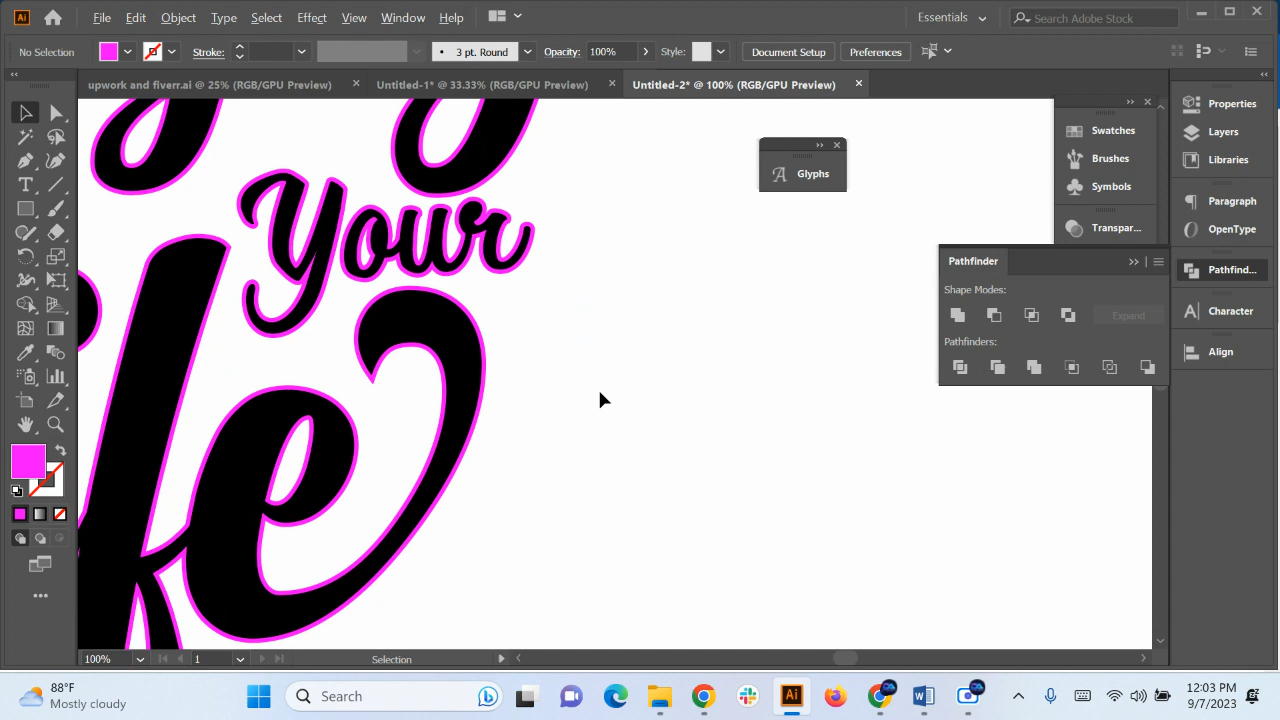 File Edit Object Type Select Effect View Window Help
Essentials
Search Adobe Stock
No Selection
Stroke:
3 pt. Round
Opacity: 100%
Style:
Document Setup
Preferences
upwork and fiverr.ai @ 25% (RGB/GPU Preview)
Untitled-1* @ 33.33% (RGB/GPU Preview)
Untitled-2* @ 100% (RGB/GPU Preview)
Swatches
Brushes
Symbols
Transpar...
Glyphs
Properties
Layers
Libraries
Paragraph
OpenType
Pathfind...
Character
Align
Pathfinder
Shape Modes:
Expand
Pathfinders:
Your
fe
100%
1
Selection
88°F
Mostly cloudy
Search
12:03 PM
9/7/2023